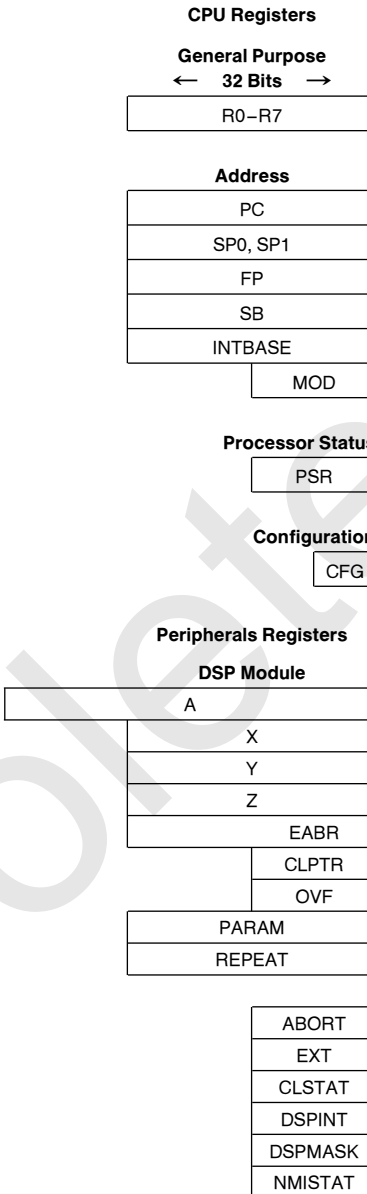 CPU Registers
General Purpose
← 32 Bits →
R0–R7
Address
PC
SP0, SP1
FP
SB
INTBASE
MOD
Processor Status
PSR
Configuration
CFG
Peripherals Registers
DSP Module
A
X
Y
Z
EABR
CLPTR
OVF
PARAM
REPEAT
ABORT
EXT
CLSTAT
DSPINT
DSPMASK
NMISTAT